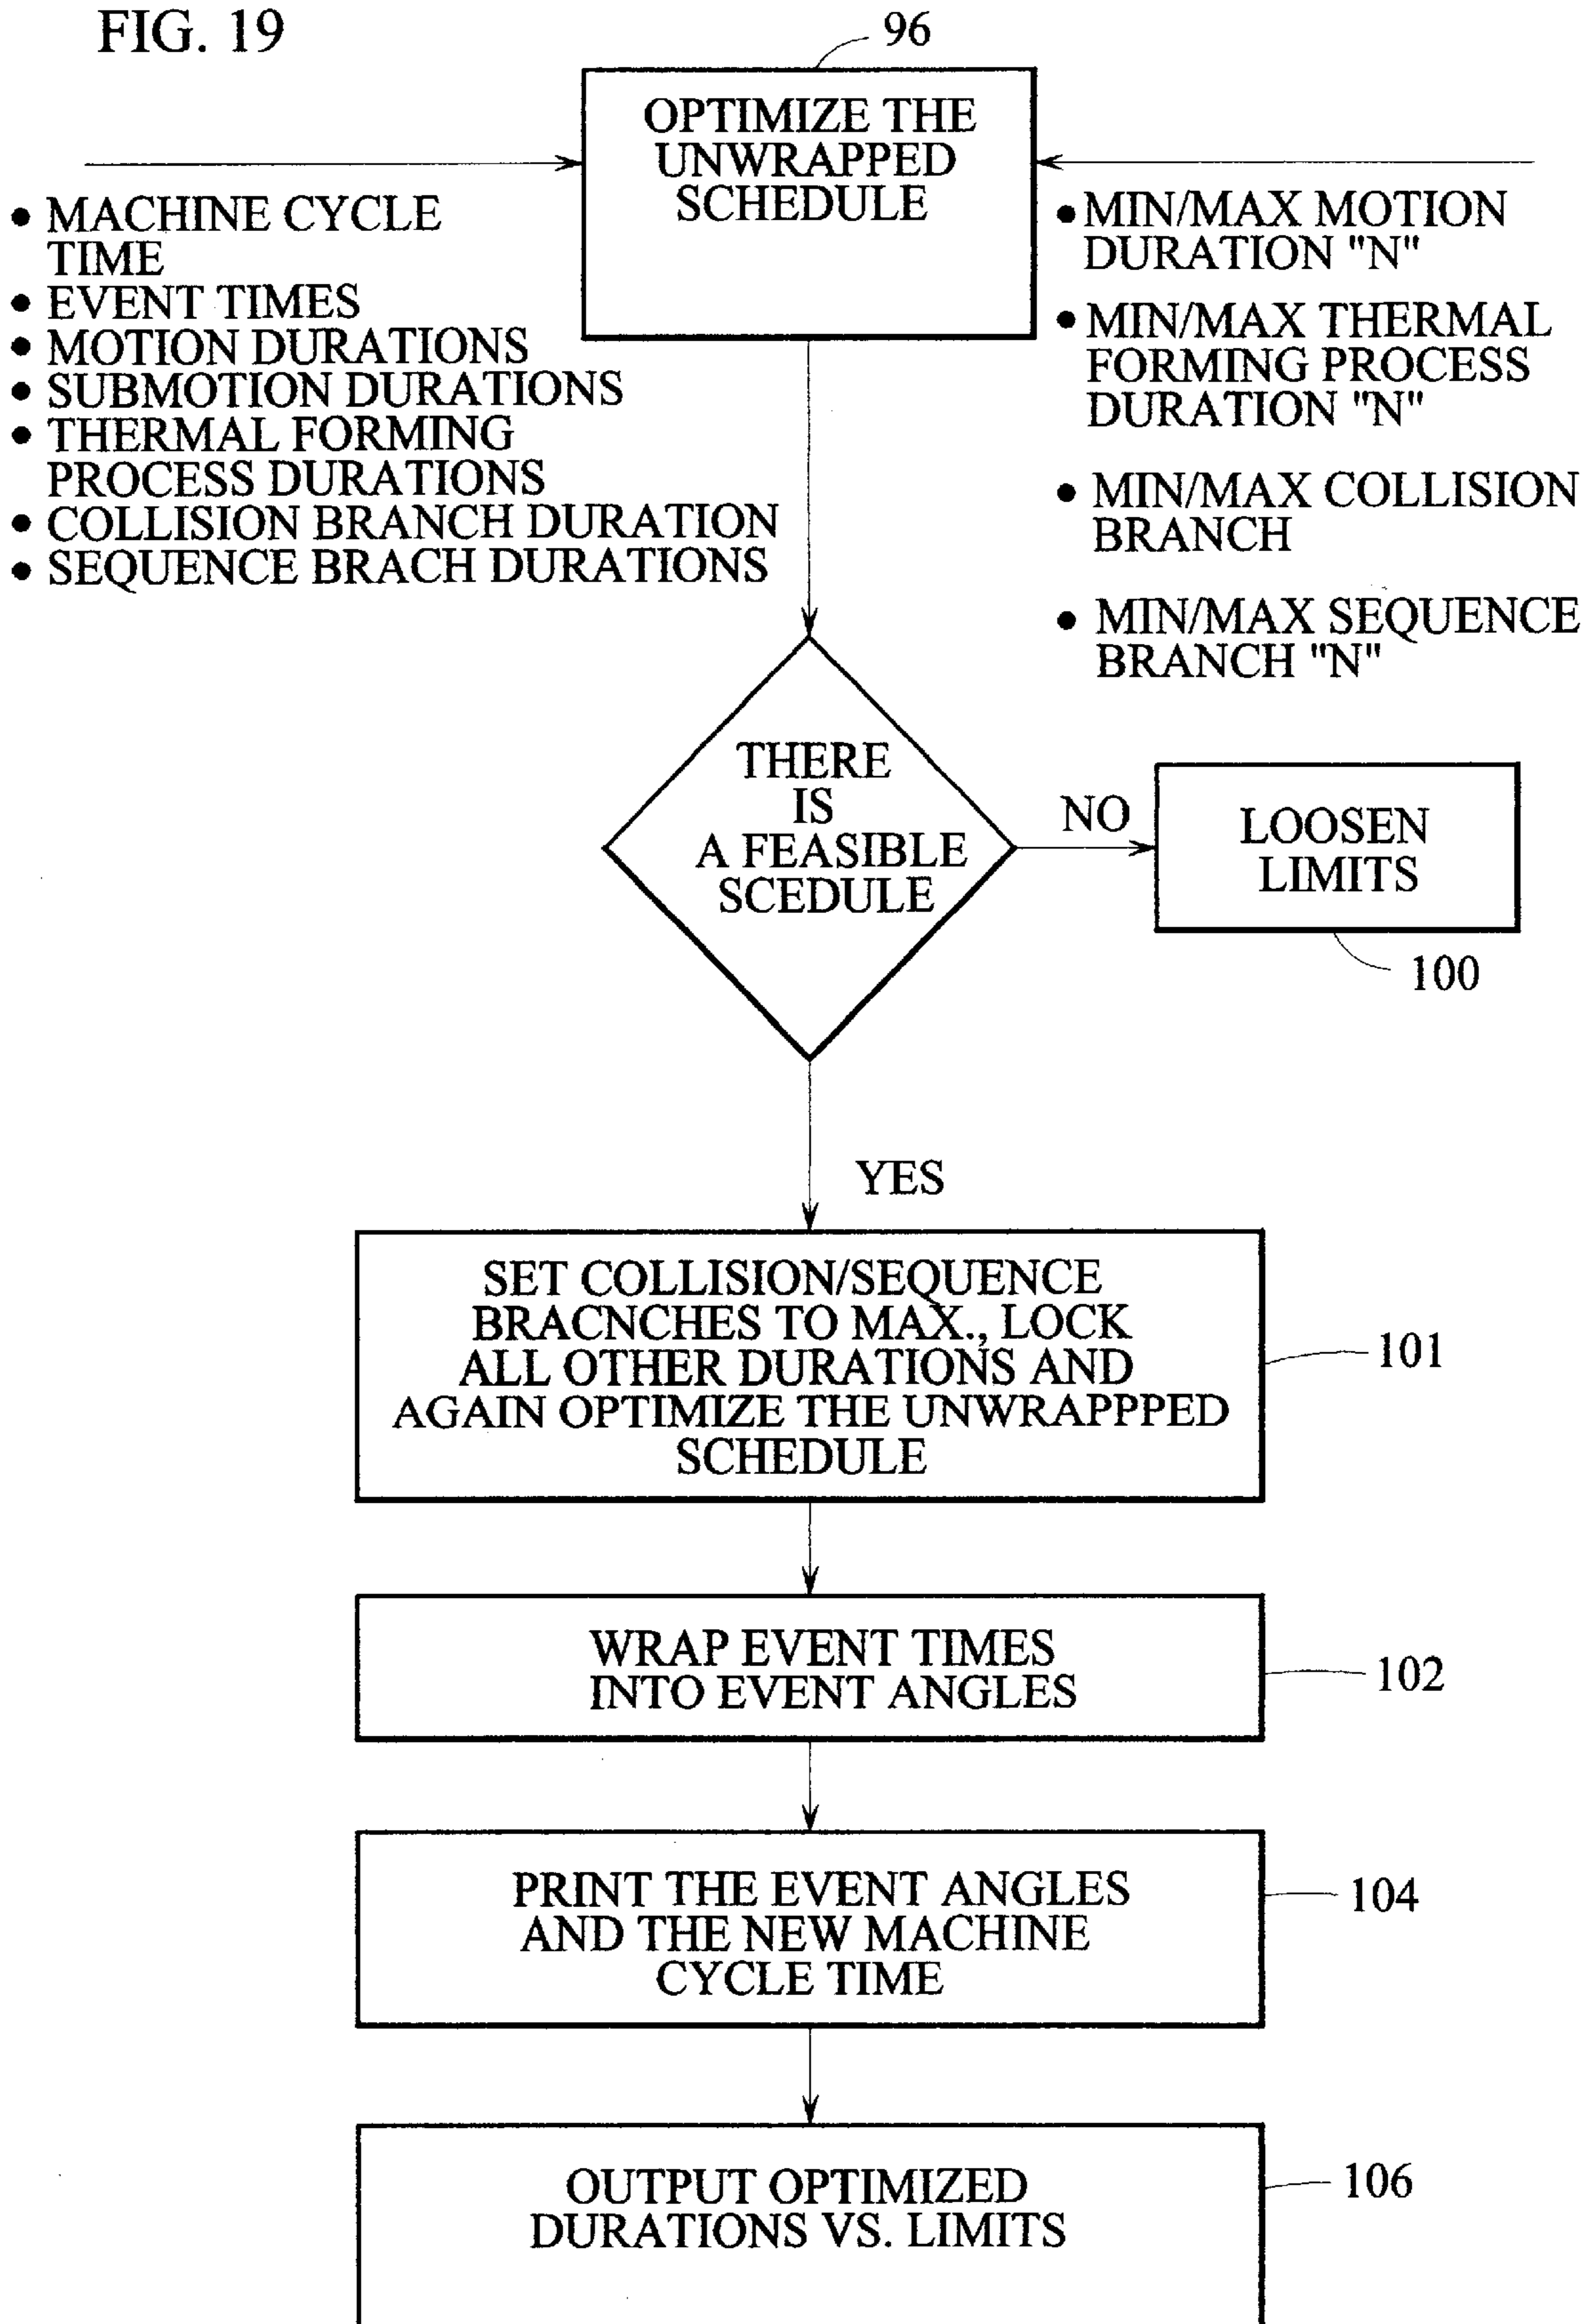 FIG. 19
96
OPTIMIZE THE
UNWRAPPED
SCHEDULE
• MACHINE CYCLE
TIME
• EVENT TIMES
• MOTION DURATIONS
• SUBMOTION DURATIONS
• THERMAL FORMING
PROCESS DURATIONS
• COLLISION BRANCH DURATION
• SEQUENCE BRACH DURATIONS
• MIN/MAX MOTION
DURATION "N"
• MIN/MAX THERMAL
FORMING PROCESS
DURATION "N"
• MIN/MAX COLLISION
BRANCH
• MIN/MAX SEQUENCE
BRANCH "N"
THERE
IS
A FEASIBLE
SCEDULE
NO
LOOSEN
LIMITS
100
YES
SET COLLISION/SEQUENCE
BRACNCHES TO MAX., LOCK
ALL OTHER DURATIONS AND
AGAIN OPTIMIZE THE UNWRAPPPED
SCHEDULE
101
WRAP EVENT TIMES
INTO EVENT ANGLES
102
PRINT THE EVENT ANGLES
AND THE NEW MACHINE
CYCLE TIME
104
OUTPUT OPTIMIZED
DURATIONS VS. LIMITS
106